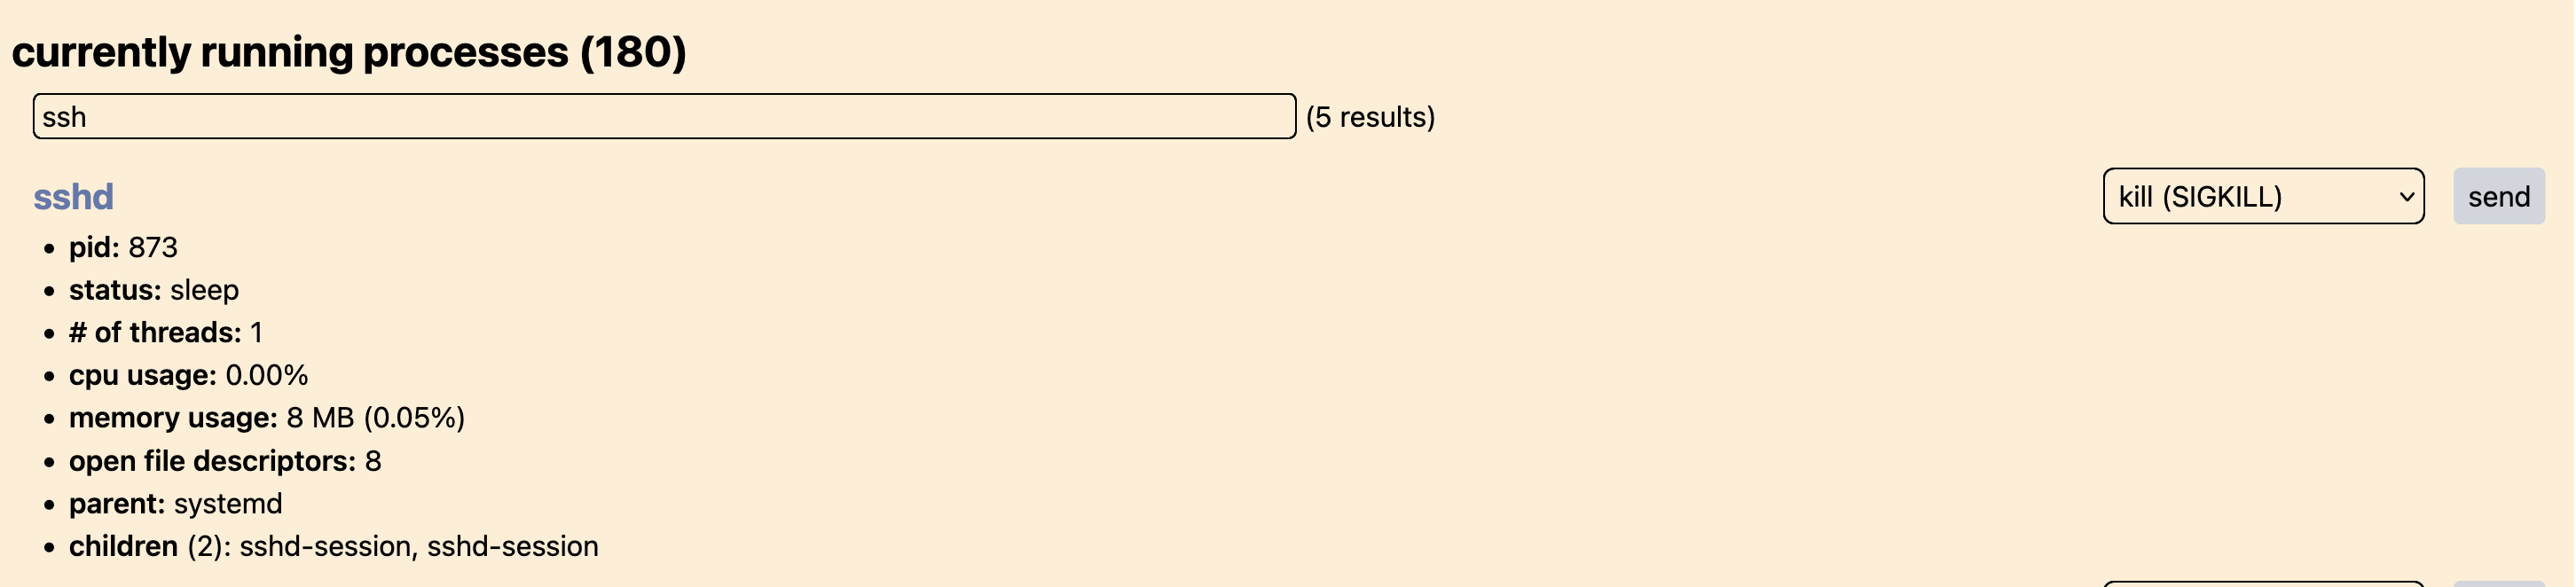 currently running processes (180)
ssh (5 results)
sshd kill (SIGKILL) send
pid: 873
status: sleep
# of threads: 1
cpu usage: 0.00%
memory usage: 8 MB (0.05%)
open file descriptors: 8
parent: systemd
children (2): sshd-session, sshd-session